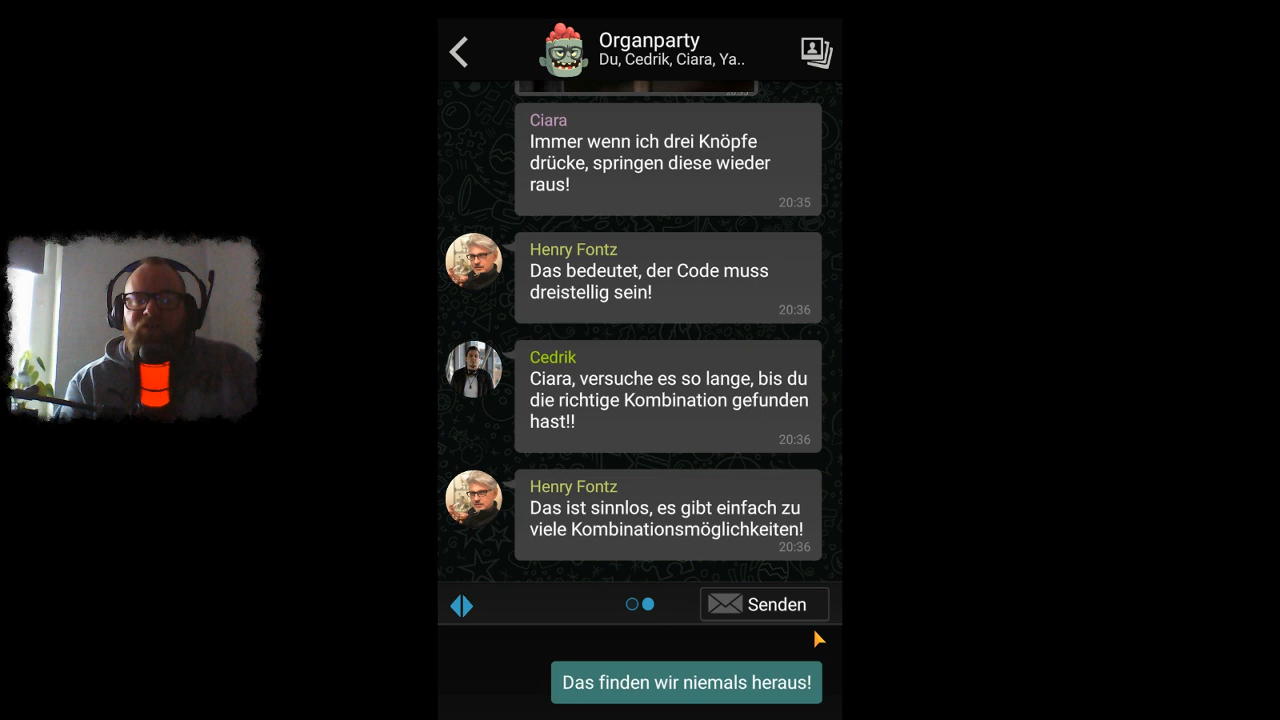 Organparty
Du, Cedrik, Ciara, Ya..
20:35
Ciara
Immer wenn ich drei Knöpfe
drücke, springen diese wieder
raus!
20:35
Henry Fontz
Das bedeutet, der Code muss
dreistellig sein!
20:36
Cedrik
Ciara, versuche es so lange, bis du
die richtige Kombination gefunden
hast!!
20:36
Henry Fontz
Das ist sinnlos, es gibt einfach zu
viele Kombinationsmöglichkeiten!
20:36
Senden
Das finden wir niemals heraus!